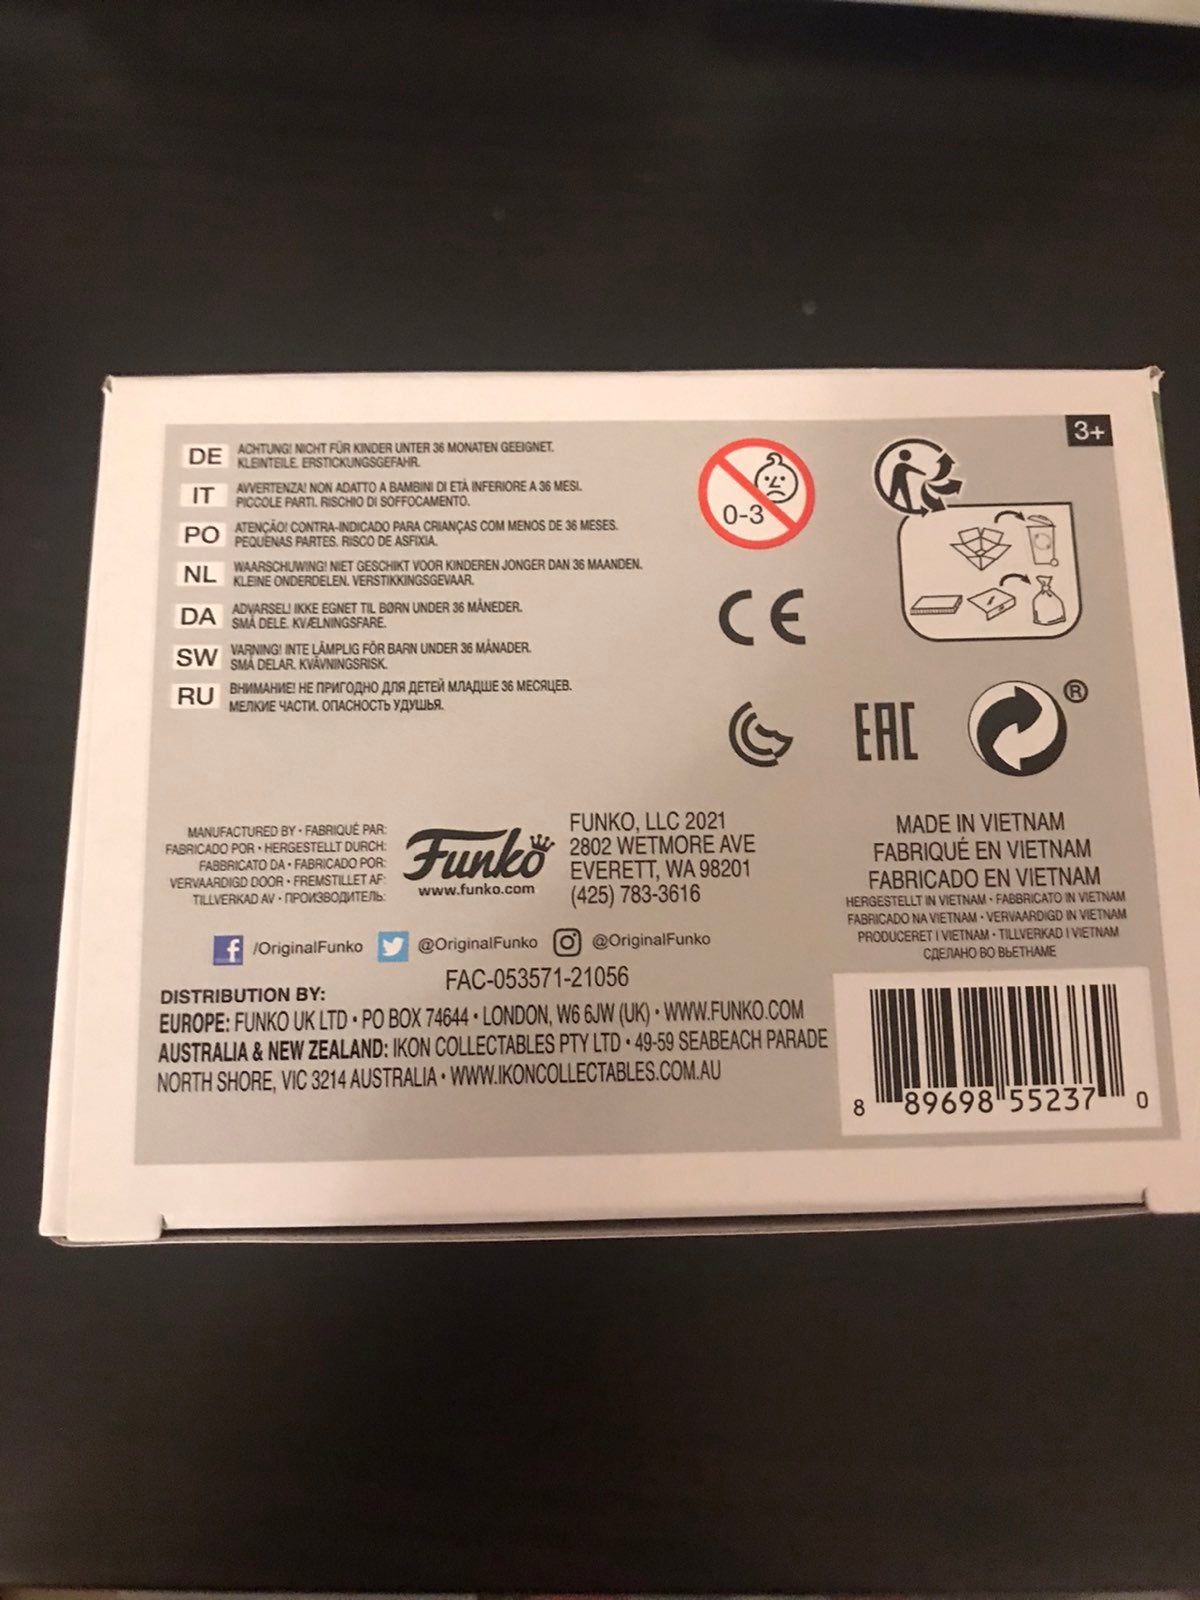 3+
DE ACHTUNG! NICHT FÜR KINDER UNTER 36 MONATEN GEEIGNET.
KLEINTEILE. ERSTICKUNGSGEFAHR.
IT AVVERTENZA! NON ADATTO A BAMBINI DI ETÀ INFERIORE A 36 MESI.
PICCOLE PARTI. RISCHIO DI SOFFOCAMENTO.
PO ATENÇÃO! CONTRA-INDICADO PARA CRIANÇAS COM MENOS DE 36 MESES.
PEQUENAS PARTES. RISCO DE ASFIXIA.
NL WAARSCHUWING! NIET GESCHIKT VOOR KINDEREN JONGER DAN 36 MAANDEN.
KLEINE ONDERDELEN. VERSTIKKINGSGEVAAR.
DA ADVARSEL! IKKE EGNET TIL BØRN UNDER 36 MÅNEDER.
SMÅ DELE. KVÆLNINGSFARE.
SW VARNING! INTE LÄMPLIG FÖR BARN UNDER 36 MÅNADER.
SMÅ DELAR. KVÄVNINGSRISK.
RU ВНИМАНИЕ! НЕ ПРИГОДНО ДЛЯ ДЕТЕЙ МЛАДШЕ 36 МЕСЯЦЕВ.
МЕЛКИЕ ЧАСТИ. ОПАСНОСТЬ УДУШЬЯ.
0-3
CE
EAC
®
MANUFACTURED BY • FABRIQUÉ PAR:
FABRICADO POR • HERGESTELLT DURCH:
FABBRICATO DA • FABRICADO POR:
VERVAARDIGD DOOR • FREMSTILLET AF:
TILLVERKAD AV • ПРОИЗВОДИТЕЛЬ:
Funko
www.funko.com
FUNKO, LLC 2021
2802 WETMORE AVE
EVERETT, WA 98201
(425) 783-3616
MADE IN VIETNAM
FABRIQUÉ EN VIETNAM
FABRICADO EN VIETNAM
HERGESTELLT IN VIETNAM • FABBRICATO IN VIETNAM
FABRICADO NA VIETNAM • VERVAARDIGD IN VIETNAM
PRODUCERET I VIETNAM • TILLVERKAD I VIETNAM
СДЕЛАНО ВО ВЬЕТНАМЕ
/OriginalFunko @OriginalFunko @OriginalFunko
FAC-053571-21056
DISTRIBUTION BY:
EUROPE: FUNKO UK LTD • PO BOX 74644 • LONDON, W6 6JW (UK) • WWW.FUNKO.COM
AUSTRALIA & NEW ZEALAND: IKON COLLECTABLES PTY LTD • 49-59 SEABEACH PARADE
NORTH SHORE, VIC 3214 AUSTRALIA • WWW.IKONCOLLECTABLES.COM.AU
8 89698 55237 0